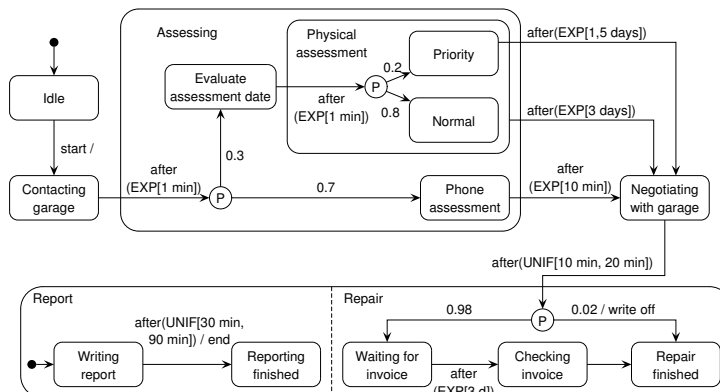 Assessing
Physical
assessment
Priority
after(EXP[1,5 days])
Evaluate
assessment date
P
0.2
0.8
after
(EXP[1 min])
Normal
after(EXP[3 days])
Idle
start /
0.3
Contacting
garage
after
(EXP[1 min])
P
0.7
Phone
assessment
after
(EXP[10 min])
Negotiating
with garage
after(UNIF[10 min, 20 min])
Report
after(UNIF[30 min,
90 min]) / end
Writing
report
Reporting
finished
Repair
0.98
P
0.02 / write off
Waiting for
invoice
after
(EXP[3 d])
Checking
invoice
Repair
finished